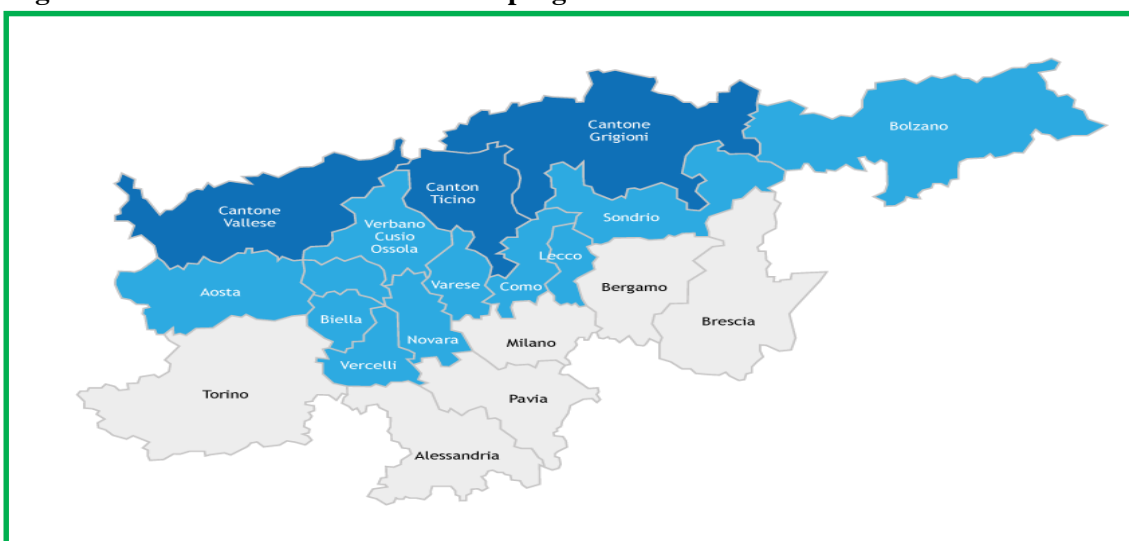 Cantone
Grigioni
Bolzano
Canton
Ticino
Cantone
Vallese
Verbano
Cusio
Ossola
Sondrio
Lecco
Aosta
Varese
Como
Bergamo
Biella
Brescia
Novara
Milano
Vercelli
Torino
Pavia
Alessandria